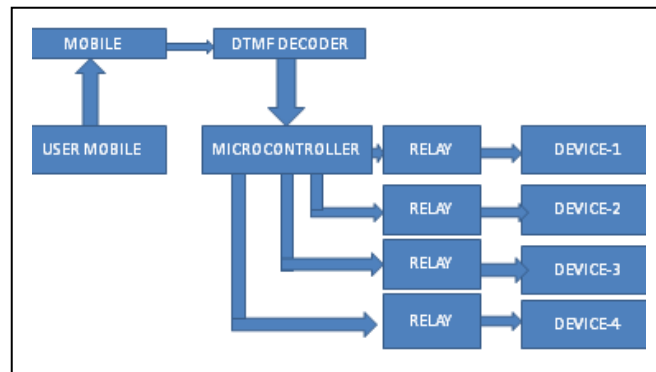 MOBILE
DTMF DECODER
USER MOBILE
MICROCONTROLLER
RELAY
DEVICE-1
RELAY
DEVICE-2
RELAY
DEVICE-3
RELAY
DEVICE-4